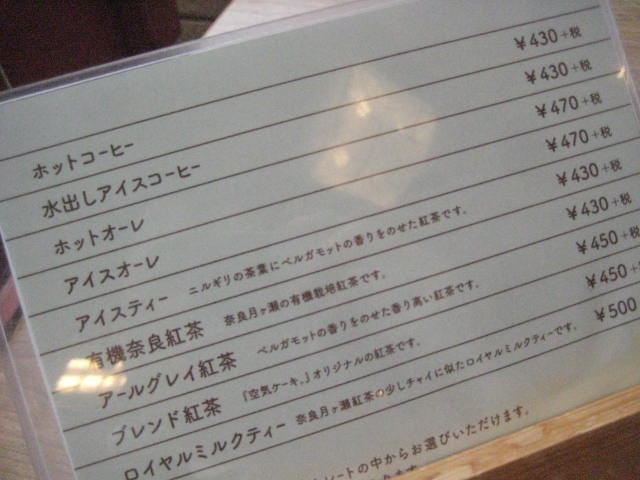 ホットコーヒー ¥430+税
水出しアイスコーヒー ¥430+税
ホットオーレ ¥470+税
アイスオーレ ¥470+税
アイスティー ニルギリの茶葉にベルガモットの香りをのせた紅茶です。 ¥430+税
有機奈良紅茶 奈良月ヶ瀬の有機栽培紅茶です。 ¥430+税
アールグレイ紅茶 ベルガモットの香りをのせた香り高い紅茶です。 ¥450+税
ブレンド紅茶 「空気ケーキ。」オリジナルの紅茶です。 ¥450+
ロイヤルミルクティー 奈良月ヶ瀬紅茶の少しチャイに似たロイヤルミルクティーです。 ¥500
レートの中からお選びいただけます。